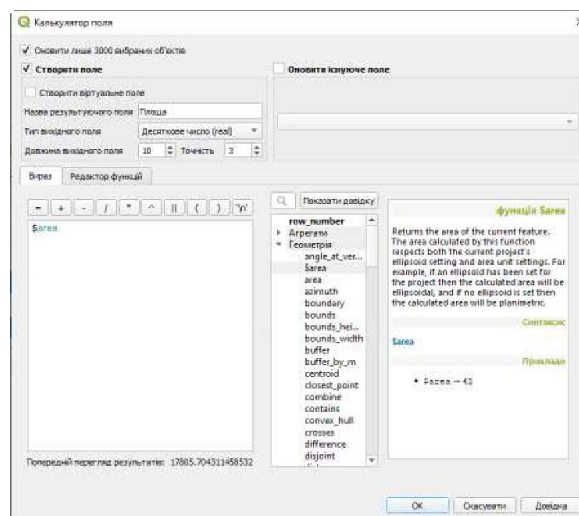 Калькулятор поля
Оновити лише 3000 вибраних об'єктів
Створити поле
Оновити існуюче поле
Створити віртуальне поле
Назва результуючого поля Площа
Тип вихідного поля Десяткове число (real)
Довжина вихідного поля 10 Точність 3
Вираз Редактор функцій
= + - / * ^ || ( ) '\n'
$area
Попередній перегляд результатів: 17805.704311458532
Показати довідку
row_number
Агрегати
Геометрія
angle_at_ver...
$area
area
azimuth
boundary
bounds
bounds_hei...
bounds_width
buffer
buffer_by_m
centroid
closest_point
combine
contains
convex_hull
crosses
difference
disjoint
функція $area
Returns the area of the current feature.
The area calculated by this function
respects both the current project's
ellipsoid setting and area unit settings. For
example, if an ellipsoid has been set for
the project then the calculated area will be
ellipsoidal, and if no ellipsoid is set then
the calculated area will be planimetric.
Синтаксис
$area
Приклади
• $area → 42
OK Скасувати Довідка